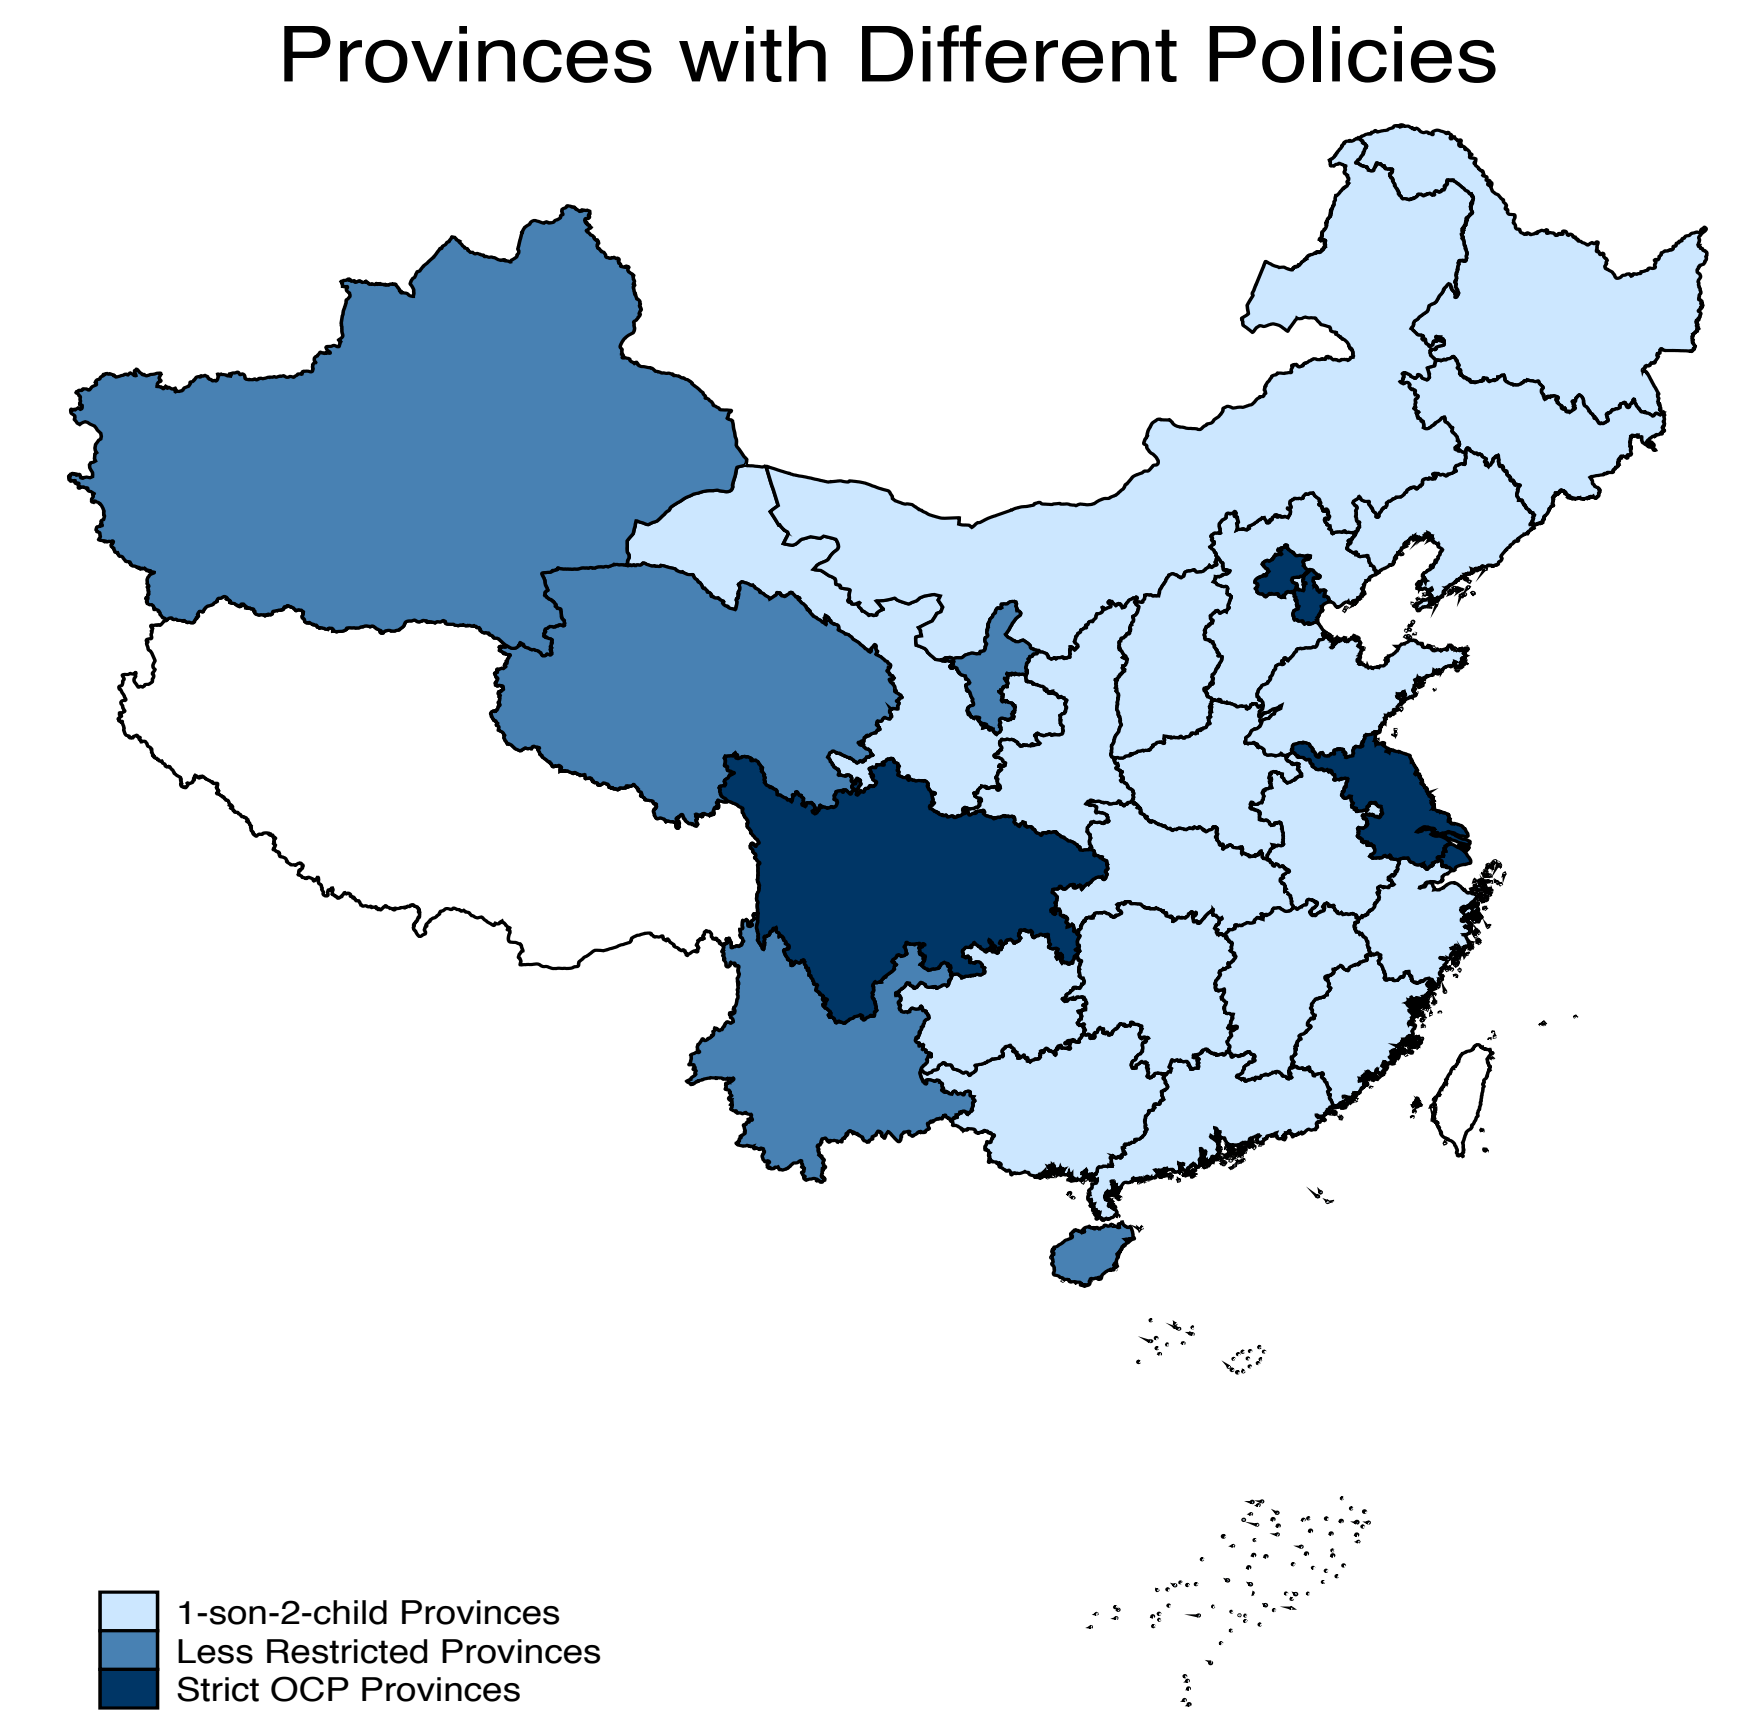 Provinces with Different Policies
1-son-2-child Provinces
Less Restricted Provinces
Strict OCP Provinces